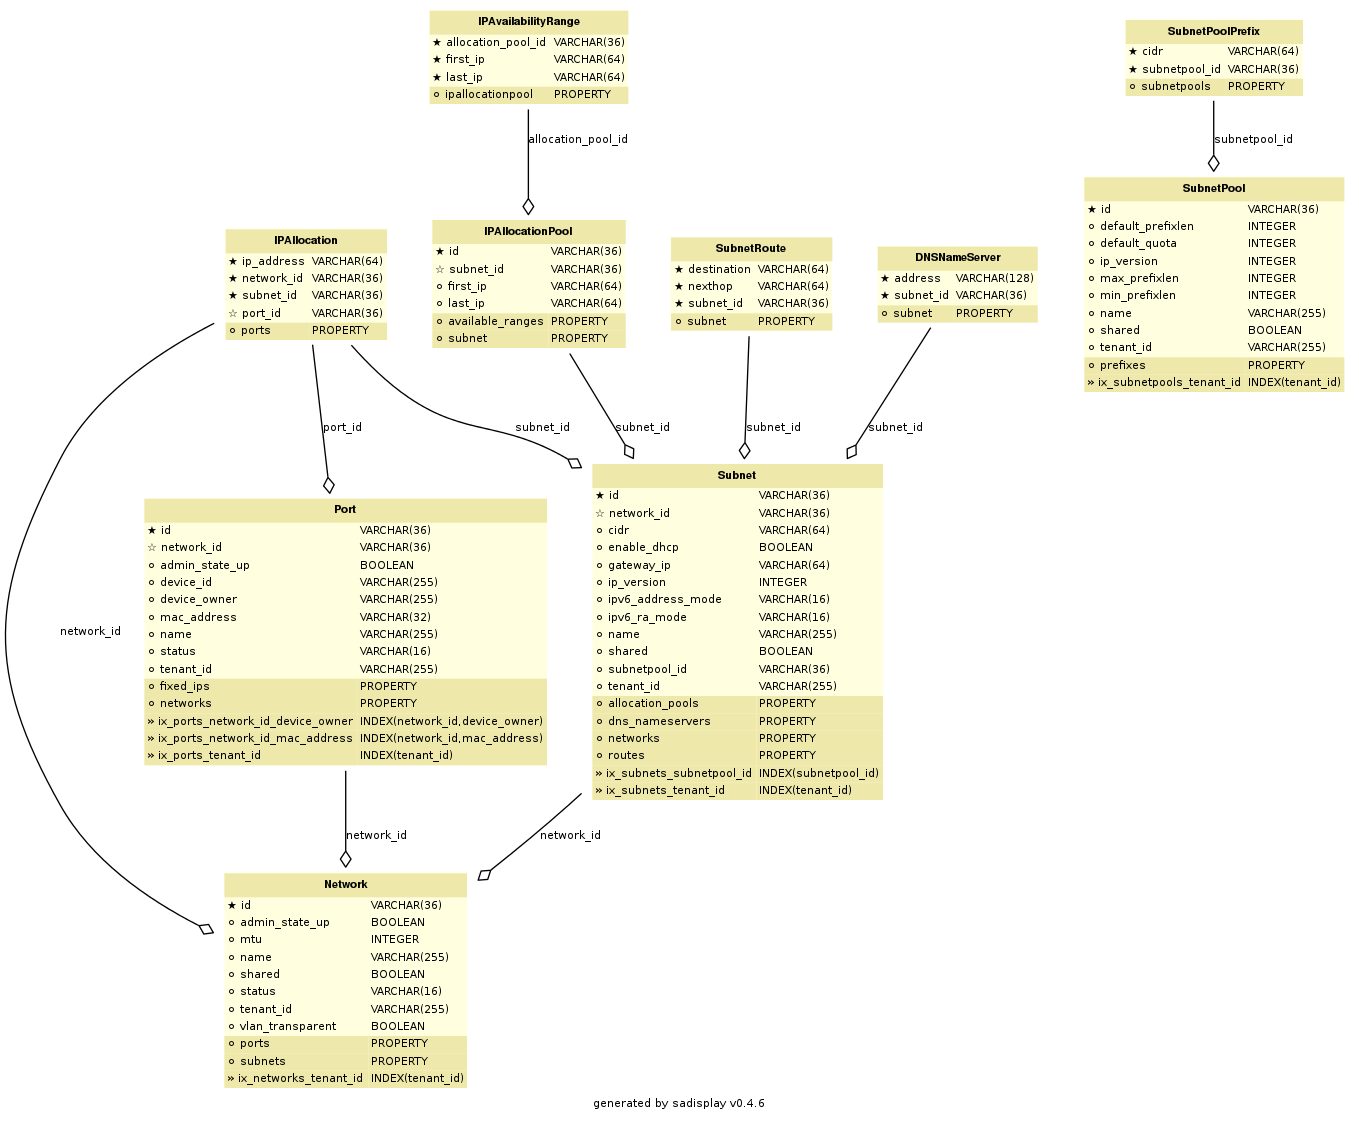 IPAvailabilityRange
★ allocation_pool_id VARCHAR(36)
★ first_ip VARCHAR(64)
★ last_ip VARCHAR(64)
ipallocationpool PROPERTY
allocation_pool_id
SubnetPoolPrefix
★ cidr VARCHAR(64)
★ subnetpool_id VARCHAR(36)
subnetpools PROPERTY
subnetpool_id
IPAllocation
★ ip_address VARCHAR(64)
★ network_id VARCHAR(36)
★ subnet_id VARCHAR(36)
☆ port_id VARCHAR(36)
ports PROPERTY
IPAllocationPool
★ id VARCHAR(36)
☆ subnet_id VARCHAR(36)
first_ip VARCHAR(64)
last_ip VARCHAR(64)
available_ranges PROPERTY
subnet PROPERTY
SubnetRoute
★ destination VARCHAR(64)
★ nexthop VARCHAR(64)
★ subnet_id VARCHAR(36)
subnet PROPERTY
DNSNameServer
★ address VARCHAR(128)
★ subnet_id VARCHAR(36)
subnet PROPERTY
SubnetPool
★ id VARCHAR(36)
default_prefixlen INTEGER
default_quota INTEGER
ip_version INTEGER
max_prefixlen INTEGER
min_prefixlen INTEGER
name VARCHAR(255)
shared BOOLEAN
tenant_id VARCHAR(255)
prefixes PROPERTY
» ix_subnetpools_tenant_id INDEX(tenant_id)
port_id
subnet_id
subnet_id
subnet_id
subnet_id
Port
★ id VARCHAR(36)
☆ network_id VARCHAR(36)
admin_state_up BOOLEAN
device_id VARCHAR(255)
device_owner VARCHAR(255)
mac_address VARCHAR(32)
name VARCHAR(255)
status VARCHAR(16)
tenant_id VARCHAR(255)
fixed_ips PROPERTY
networks PROPERTY
» ix_ports_network_id_device_owner INDEX(network_id,device_owner)
» ix_ports_network_id_mac_address INDEX(network_id,mac_address)
» ix_ports_tenant_id INDEX(tenant_id)
Subnet
★ id VARCHAR(36)
☆ network_id VARCHAR(36)
cidr VARCHAR(64)
enable_dhcp BOOLEAN
gateway_ip VARCHAR(64)
ip_version INTEGER
ipv6_address_mode VARCHAR(16)
ipv6_ra_mode VARCHAR(16)
name VARCHAR(255)
shared BOOLEAN
subnetpool_id VARCHAR(36)
tenant_id VARCHAR(255)
allocation_pools PROPERTY
dns_nameservers PROPERTY
networks PROPERTY
routes PROPERTY
» ix_subnets_subnetpool_id INDEX(subnetpool_id)
» ix_subnets_tenant_id INDEX(tenant_id)
network_id
network_id
network_id
Network
★ id VARCHAR(36)
admin_state_up BOOLEAN
mtu INTEGER
name VARCHAR(255)
shared BOOLEAN
status VARCHAR(16)
tenant_id VARCHAR(255)
vlan_transparent BOOLEAN
ports PROPERTY
subnets PROPERTY
» ix_networks_tenant_id INDEX(tenant_id)
generated by sadisplay v0.4.6